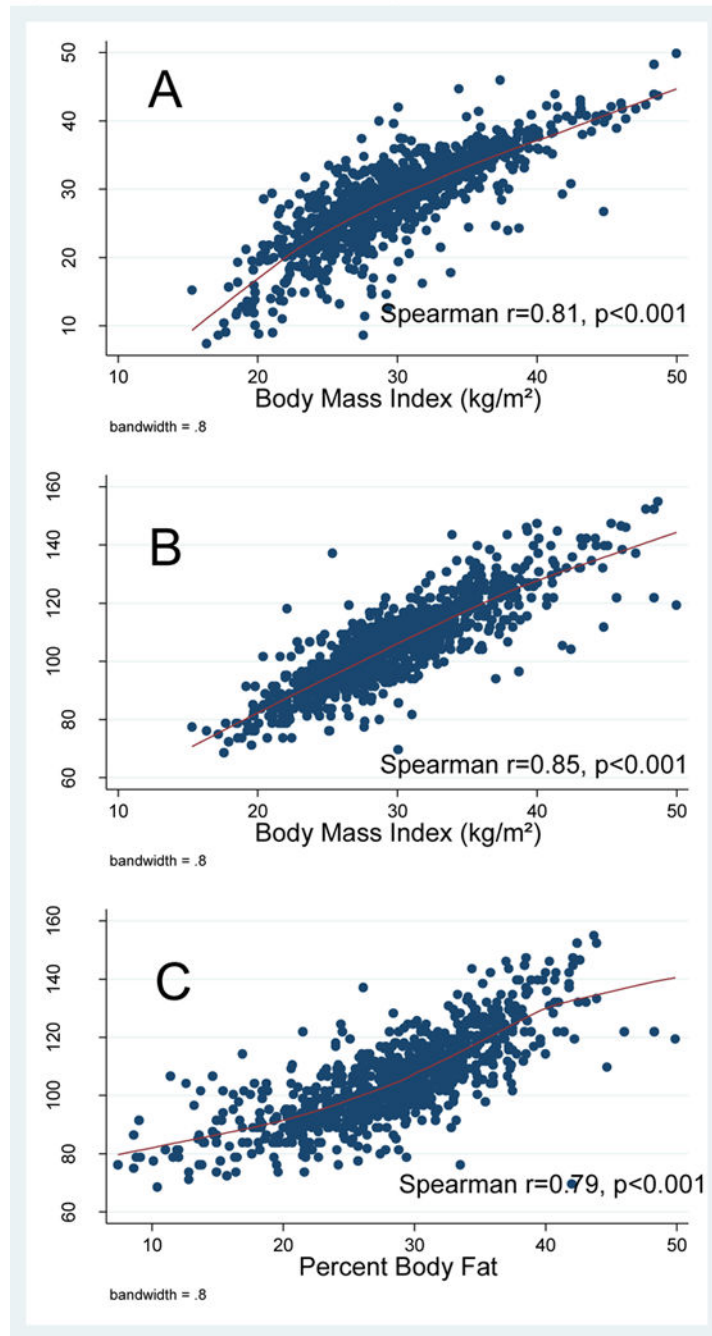 A
50
40
30
20
10
Spearman r=0.81, p<0.001
10 20 30 40 50
Body Mass Index (kg/m²)
bandwidth = .8
B
160
140
120
100
80
60
Spearman r=0.85, p<0.001
10 20 30 40 50
Body Mass Index (kg/m²)
bandwidth = .8
C
160
140
120
100
80
60
Spearman r=0.79, p<0.001
10 20 30 40 50
Percent Body Fat
bandwidth = .8